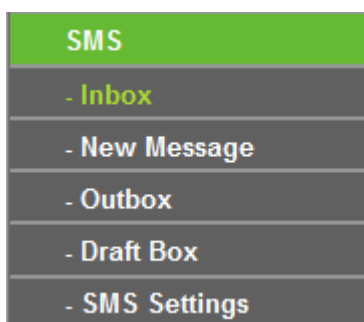 SMS
- Inbox
- New Message
- Outbox
- Draft Box
- SMS Settings